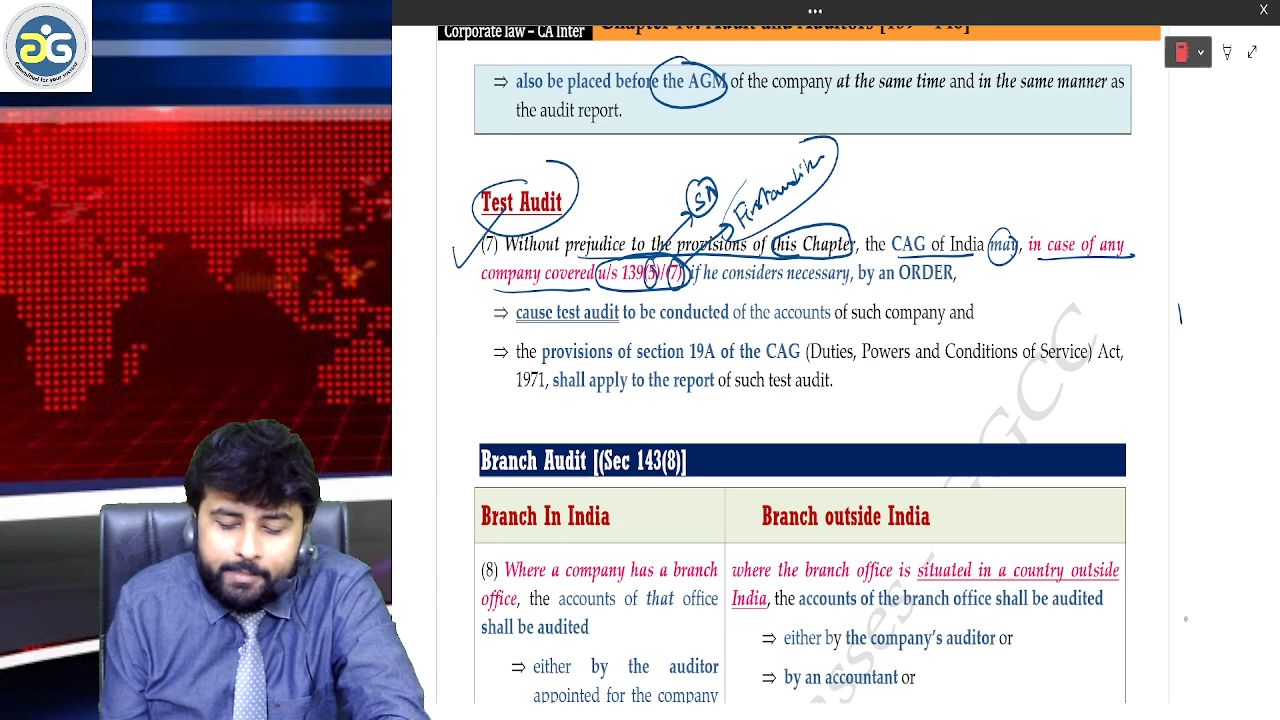 Corporate law – CA Inter
⇒ also be placed before the AGM of the company at the same time and in the same manner as
the audit report.
SA
First auditor
Test Audit
(7) Without prejudice to the provisions of this Chapter, the CAG of India may, in case of any
company covered u/s 139(5)/(7), if he considers necessary, by an ORDER,
⇒ cause test audit to be conducted of the accounts of such company and
⇒ the provisions of section 19A of the CAG (Duties, Powers and Conditions of Service) Act,
1971, shall apply to the report of such test audit.
Branch Audit [(Sec 143(8)]
Branch In India
(8) Where a company has a branch
office, the accounts of that office
shall be audited
⇒ either by the auditor
appointed for the company
Branch outside India
where the branch office is situated in a country outside
India, the accounts of the branch office shall be audited
⇒ either by the company's auditor or
⇒ by an accountant or